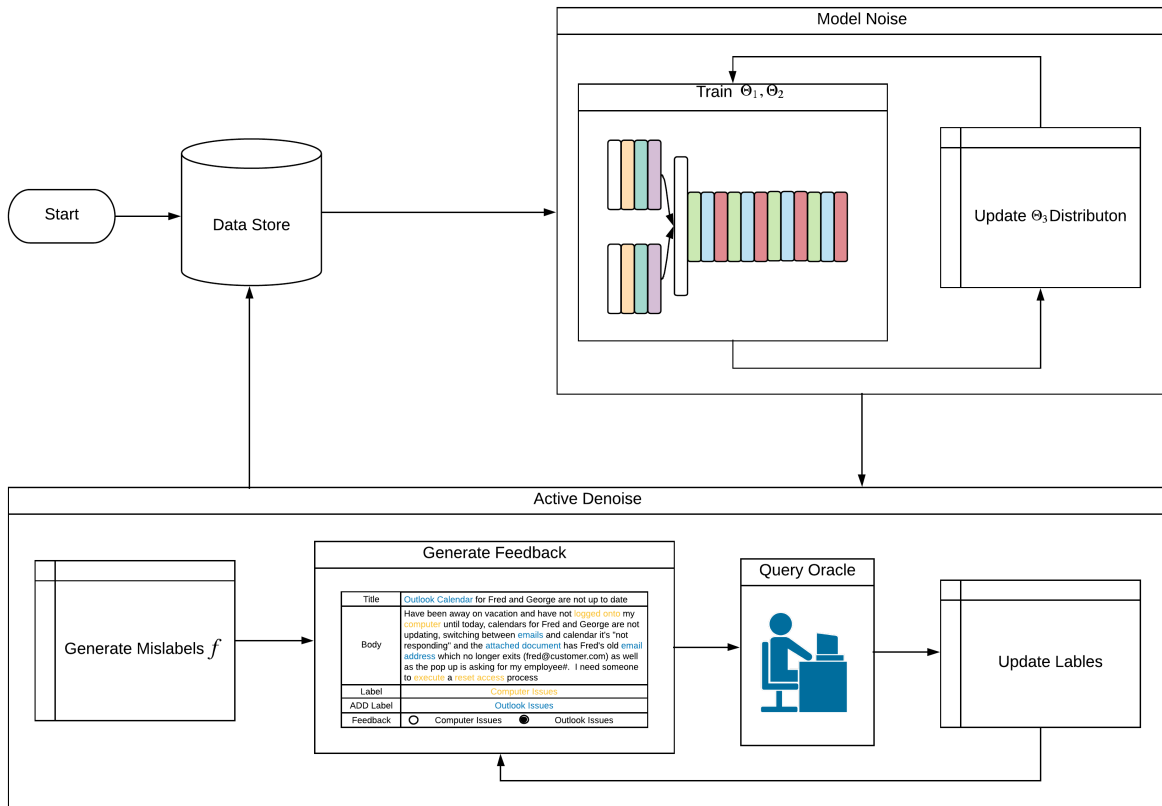 Model Noise
Train Θ₁,Θ₂
Start
Data Store
Update Θ₃ Distributon
Active Denoise
Generate Mislabels f
Generate Feedback
Title
Outlook Calendar for Fred and George are not up to date
Body
Have been away on vacation and have not logged onto my
computer until today, calendars for Fred and George are not
updating, switching between emails and calendar it's "not
responding" and the attached document has Fred's old email
address which no longer exits (fred@customer.com) as well
as the pop up is asking for my employee#. I need someone
to execute a reset access process
Label
Computer Issues
ADD Label
Outlook Issues
Feedback
Computer Issues
Outlook Issues
Query Oracle
Update Lables